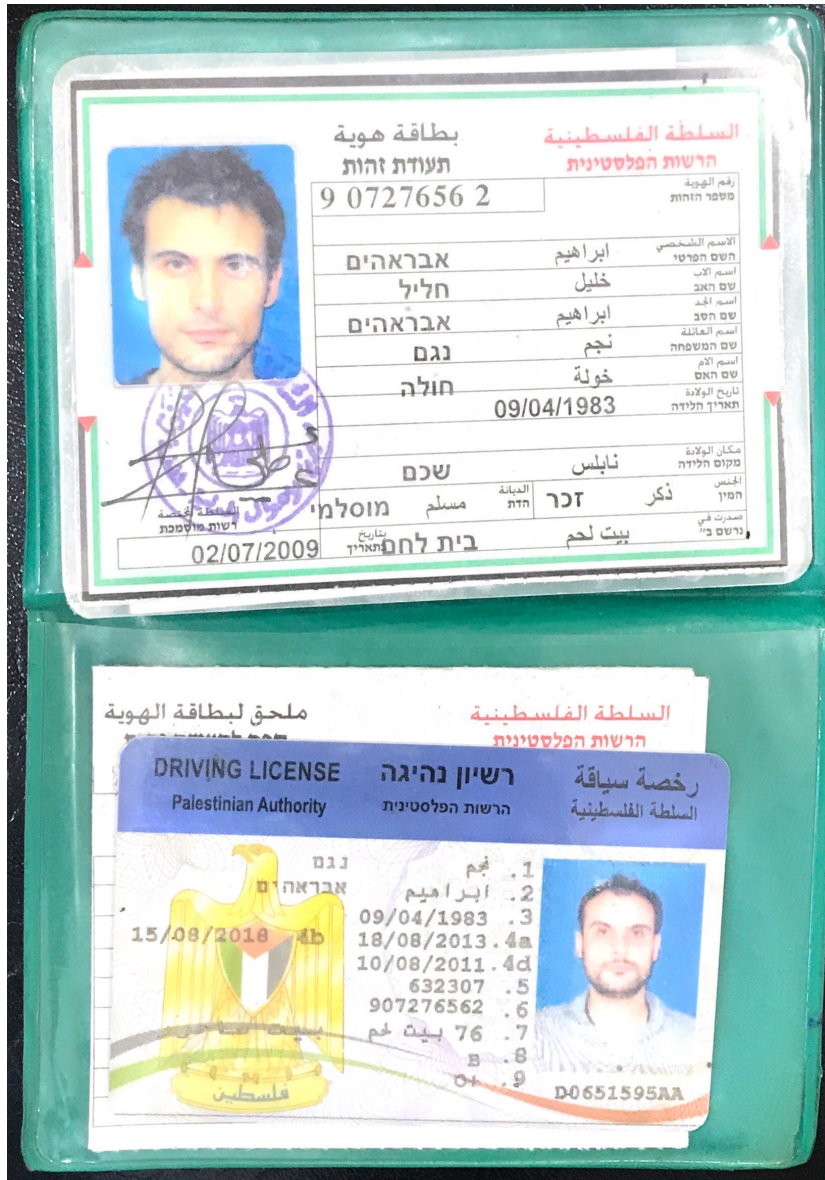 السلطة الفلسطينية بطاقة هوية
הרשות הפלסטינית תעודת זהות
رقم الهوية
מספר הזהות 9 0727656 2
الاسم الشخصي
השם הפרטי ابراهيم אבראהים
اسم الاب
שם האב خليل חליל
اسم الجد
שם הסב ابراهيم אבראהים
اسم العائلة
שם המשפחה نجم נגם
اسم الام
שם האם خولة חולה
تاريخ الولادة
תאריך הלידה 09/04/1983
مكان الولادة
מקום הלידה نابلس שכם
الجنس
המין ذكر זכר
الديانة
הדת مسلم מוסלמי
صدرت في
נרשם ב" بيت لحم בית לחם
بتاريخ
בתאריך 02/07/2009
السلطة المختصة
רשות מוסמכת
السلطة الفلسطينية ملحق لبطاقة الهوية
הרשות הפלסטינית
رخصة سياقة רשיון נהיגה DRIVING LICENSE
السلطة الفلسطينية הרשות הפלסטינית Palestinian Authority
1. نجم נגם
2. ابراهيم אבראהים
3. 09/04/1983
4a. 18/08/2013 4b 15/08/2018
4d. 10/08/2011
5. 632307
6. 907276562
7. 76 بيت لحم
8. B
9. O+
D0651595AA
فلسطين